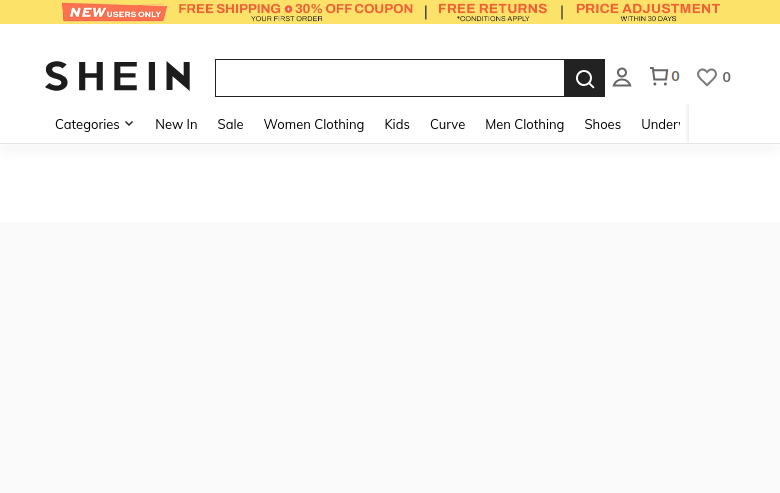 NEW USERS ONLY
FREE SHIPPING 30% OFF COUPON
YOUR FIRST ORDER
FREE RETURNS
*CONDITIONS APPLY
PRICE ADJUSTMENT
WITHIN 30 DAYS
SHEIN
0
0
Categories New In Sale Women Clothing Kids Curve Men Clothing Shoes Under